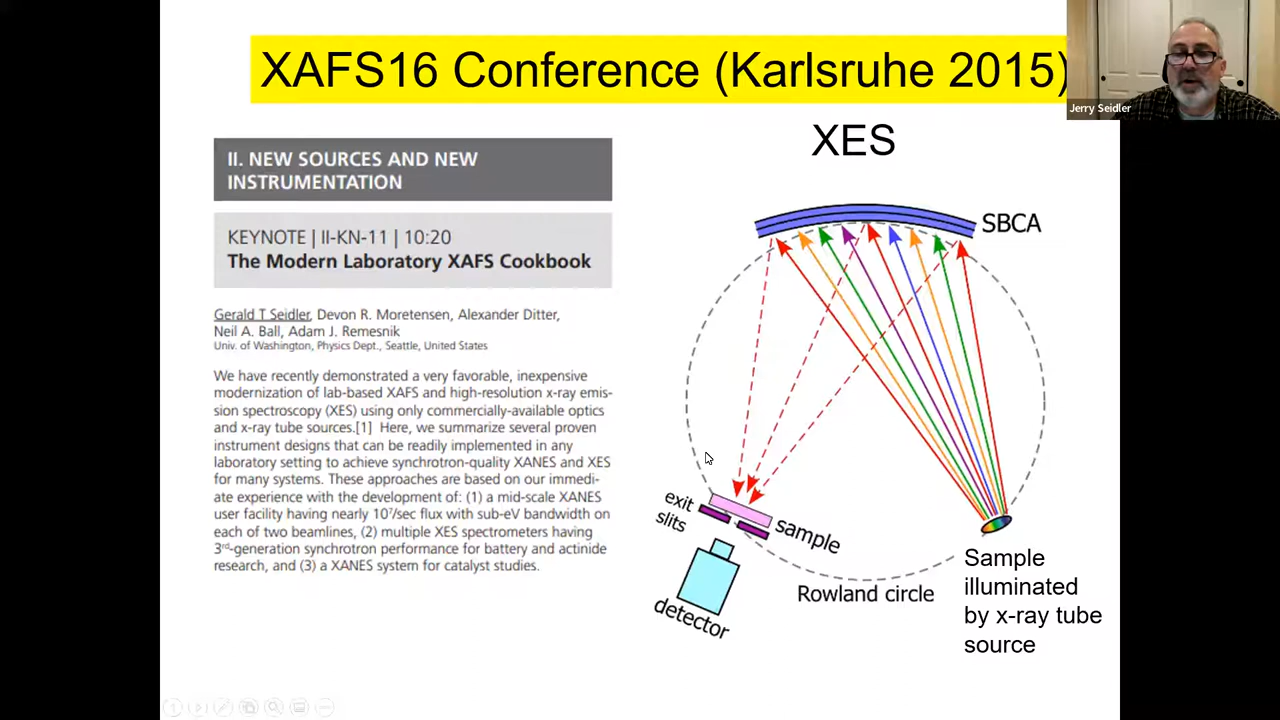 XAFS16 Conference (Karlsruhe 2015)
Jerry Seidler
II. NEW SOURCES AND NEW
INSTRUMENTATION
KEYNOTE | II-KN-11 | 10:20
The Modern Laboratory XAFS Cookbook
Gerald T Seidler, Devon R. Moretensen, Alexander Ditter,
Neil A. Ball, Adam J. Remesnik
Univ. of Washington, Physics Dept., Seattle, United States
We have recently demonstrated a very favorable, inexpensive
modernization of lab-based XAFS and high-resolution x-ray emis-
sion spectroscopy (XES) using only commercially-available optics
and x-ray tube sources.[1] Here, we summarize several proven
instrument designs that can be readily implemented in any
laboratory setting to achieve synchrotron-quality XANES and XES
for many systems. These approaches are based on our immedi-
ate experience with the development of: (1) a mid-scale XANES
user facility having nearly 10⁷/sec flux with sub-eV bandwidth on
each of two beamlines, (2) multiple XES spectrometers having
3rd-generation synchrotron performance for battery and actinide
research, and (3) a XANES system for catalyst studies.
XES
SBCA
exit
slits
sample
detector
Rowland circle
Sample
illuminated
by x-ray tube
source